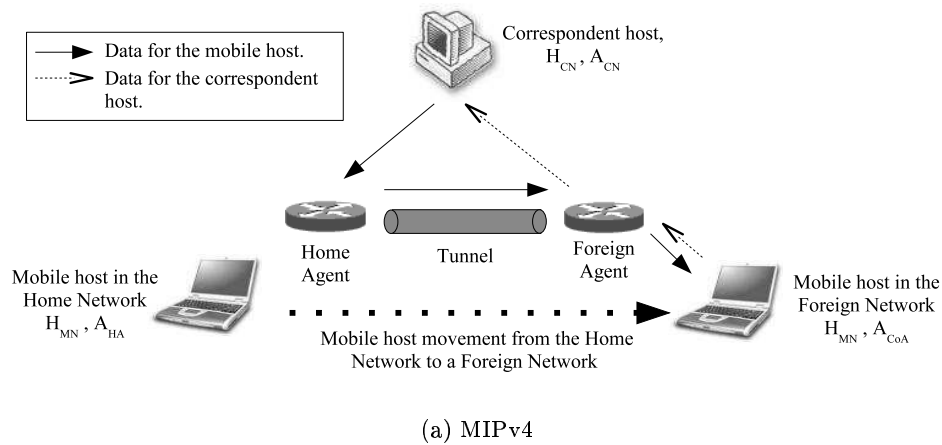 Data for the mobile host.
Data for the correspondent
host.
Correspondent host,
H_CN , A_CN
Home
Agent
Tunnel
Foreign
Agent
Mobile host in the
Home Network
H_MN , A_HA
Mobile host in the
Foreign Network
H_MN , A_CoA
Mobile host movement from the Home
Network to a Foreign Network
(a) MIPv4